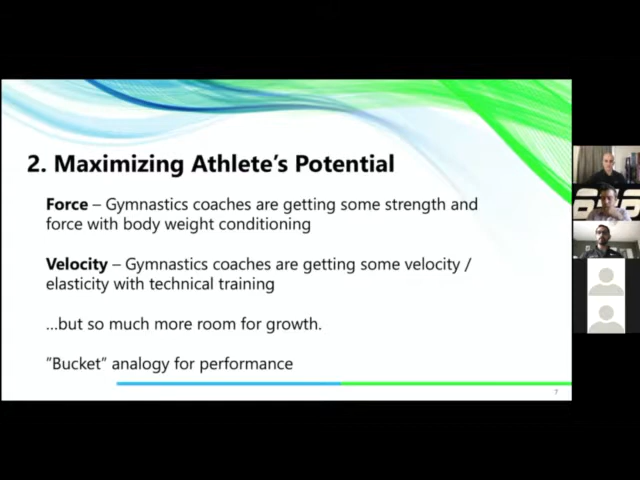 2. Maximizing Athlete's Potential
Force – Gymnastics coaches are getting some strength and
force with body weight conditioning
Velocity – Gymnastics coaches are getting some velocity /
elasticity with technical training
...but so much more room for growth.
”Bucket” analogy for performance
7